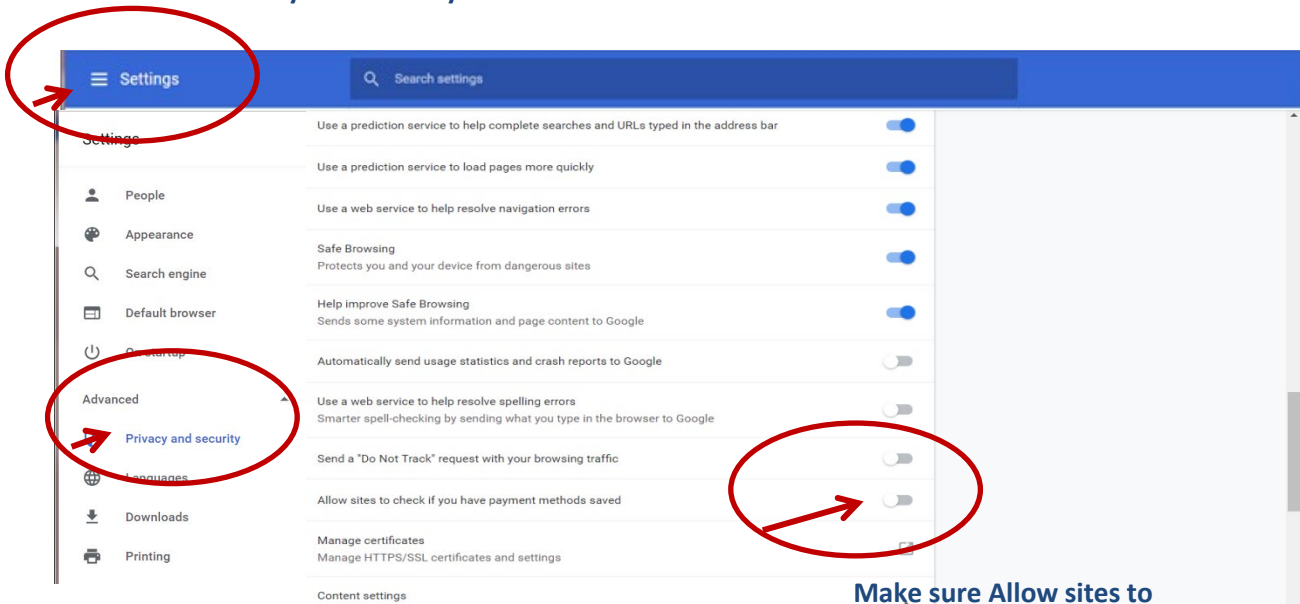 Settings
Search settings
Settings
People
Appearance
Search engine
Default browser
On startup
Advanced
Privacy and security
Languages
Downloads
Printing
Use a prediction service to help complete searches and URLs typed in the address bar
Use a prediction service to load pages more quickly
Use a web service to help resolve navigation errors
Safe Browsing
Protects you and your device from dangerous sites
Help improve Safe Browsing
Sends some system information and page content to Google
Automatically send usage statistics and crash reports to Google
Use a web service to help resolve spelling errors
Smarter spell-checking by sending what you type in the browser to Google
Send a "Do Not Track" request with your browsing traffic
Allow sites to check if you have payment methods saved
Manage certificates
Manage HTTPS/SSL certificates and settings
Content settings
Make sure Allow sites to